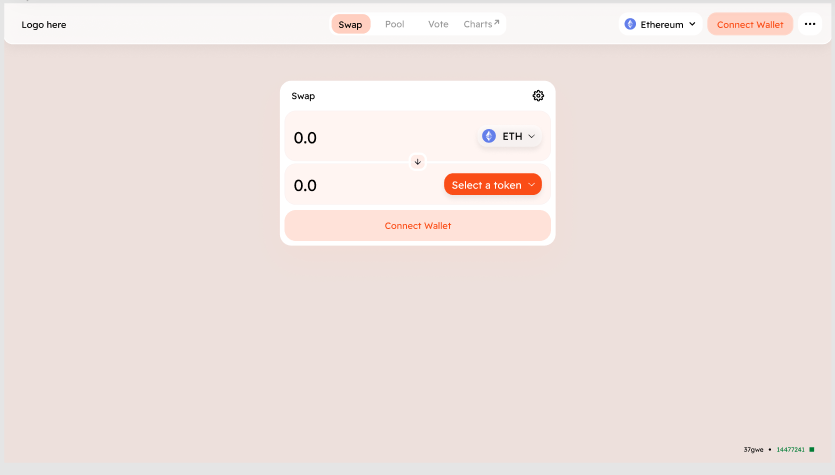 Logo here
Swap Pool Vote Charts↗
Ethereum Connect Wallet ...
Swap
0.0 ETH
0.0 Select a token
Connect Wallet
37gwe • 14477241